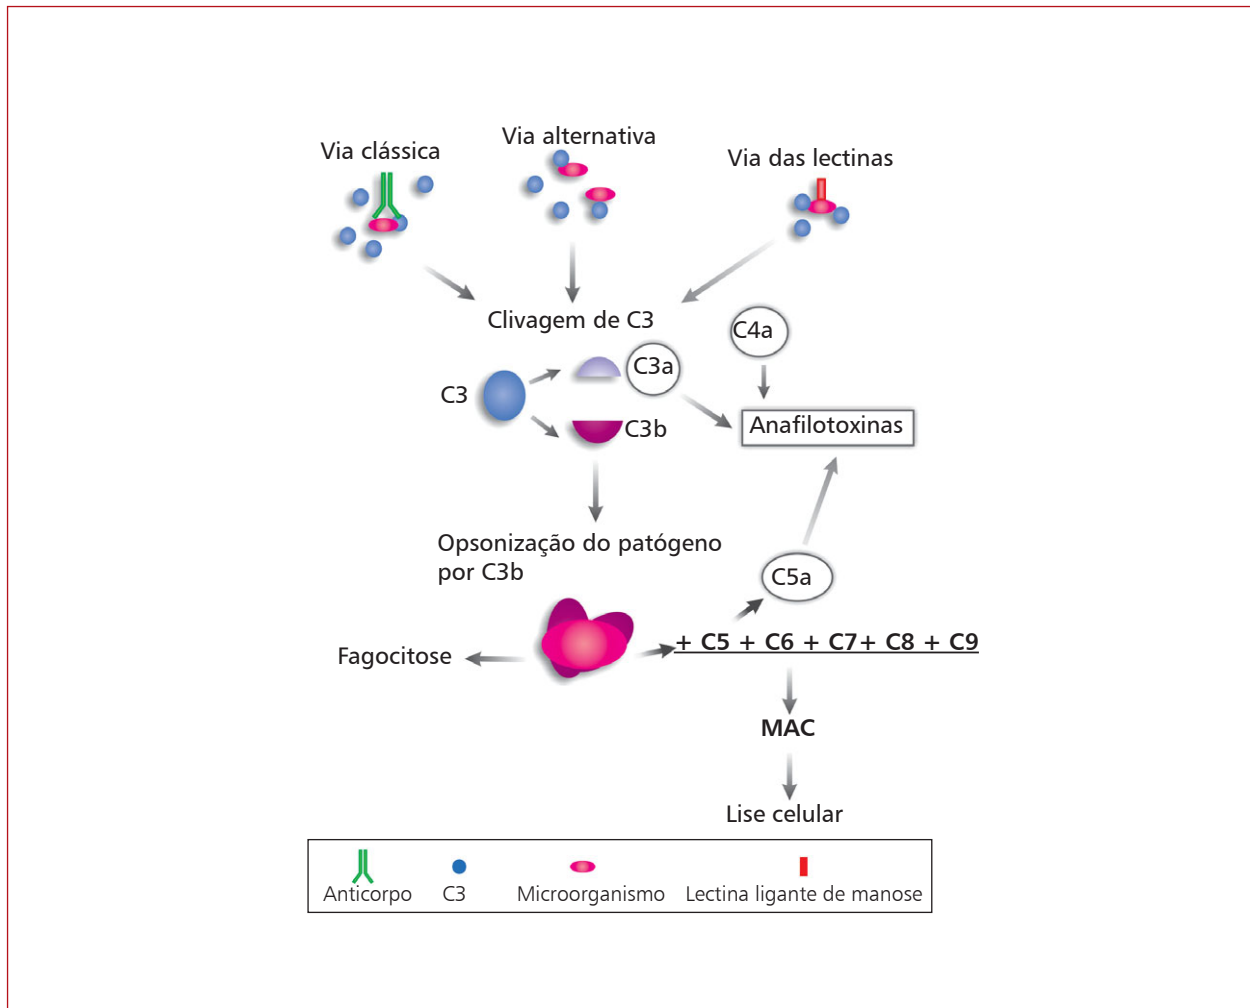 Via clássica
Via alternativa
Via das lectinas
Clivagem de C3
C4a
C3
C3a
C3b
Anafilotoxinas
Opsonização do patógeno
por C3b
C5a
Fagocitose
+ C5 + C6 + C7+ C8 + C9
MAC
Lise celular
Anticorpo
C3
Microorganismo
Lectina ligante de manose